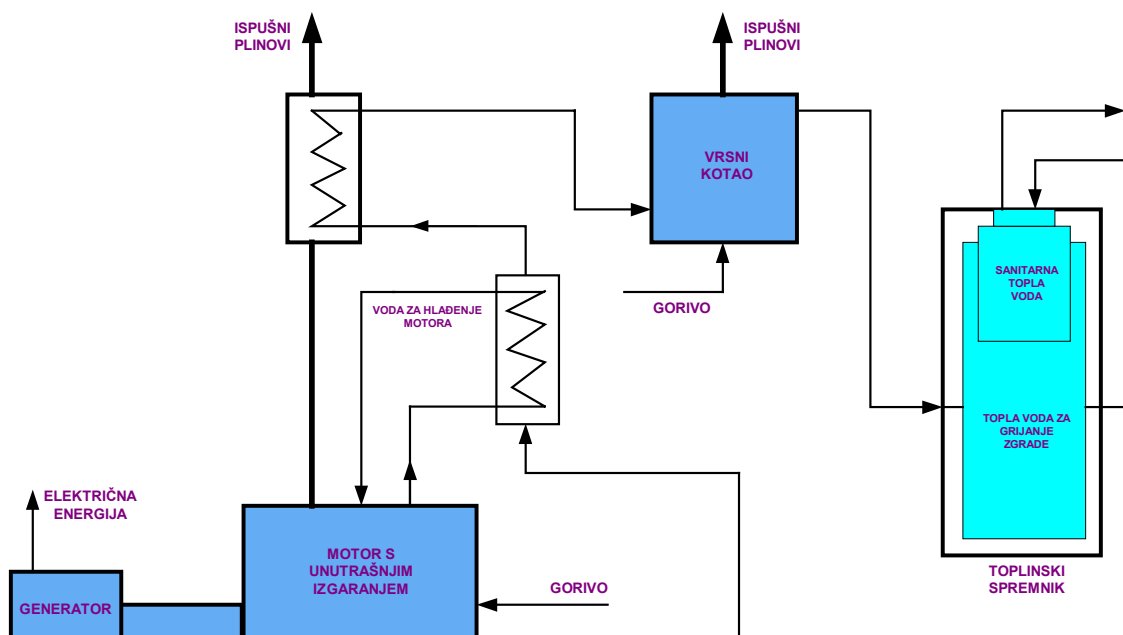 ISPUŠNI
PLINOVI
ISPUŠNI
PLINOVI
VRSNI
KOTAO
SANITARNA
TOPLA
VODA
VODA ZA HLAĐENJE
MOTORA
GORIVO
TOPLA VODA ZA
GRIJANJE
ZGRADE
ELEKTRIČNA
ENERGIJA
MOTOR S
UNUTRAŠNJIM
IZGARANJEM
TOPLINSKI
SPREMNIK
GORIVO
GENERATOR